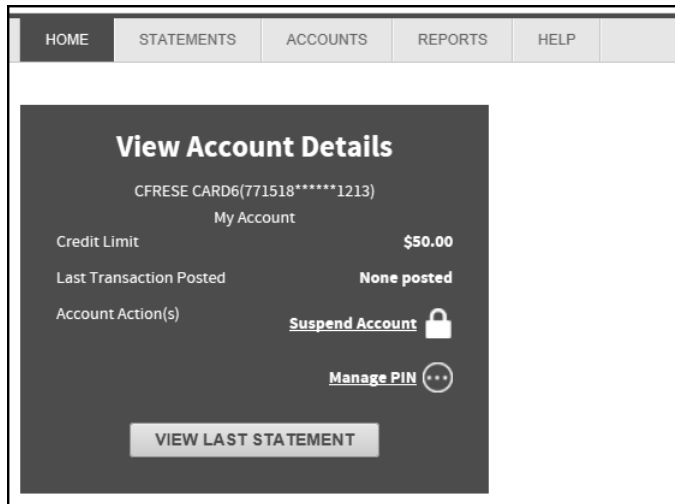 HOME STATEMENTS ACCOUNTS REPORTS HELP
View Account Details
CFRESE CARD6(771518******1213)
My Account
Credit Limit $50.00
Last Transaction Posted None posted
Account Action(s) Suspend Account
Manage PIN
VIEW LAST STATEMENT